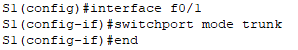 S1(config)#interface f0/1
S1(config-if)#switchport mode trunk
S1(config-if)#end